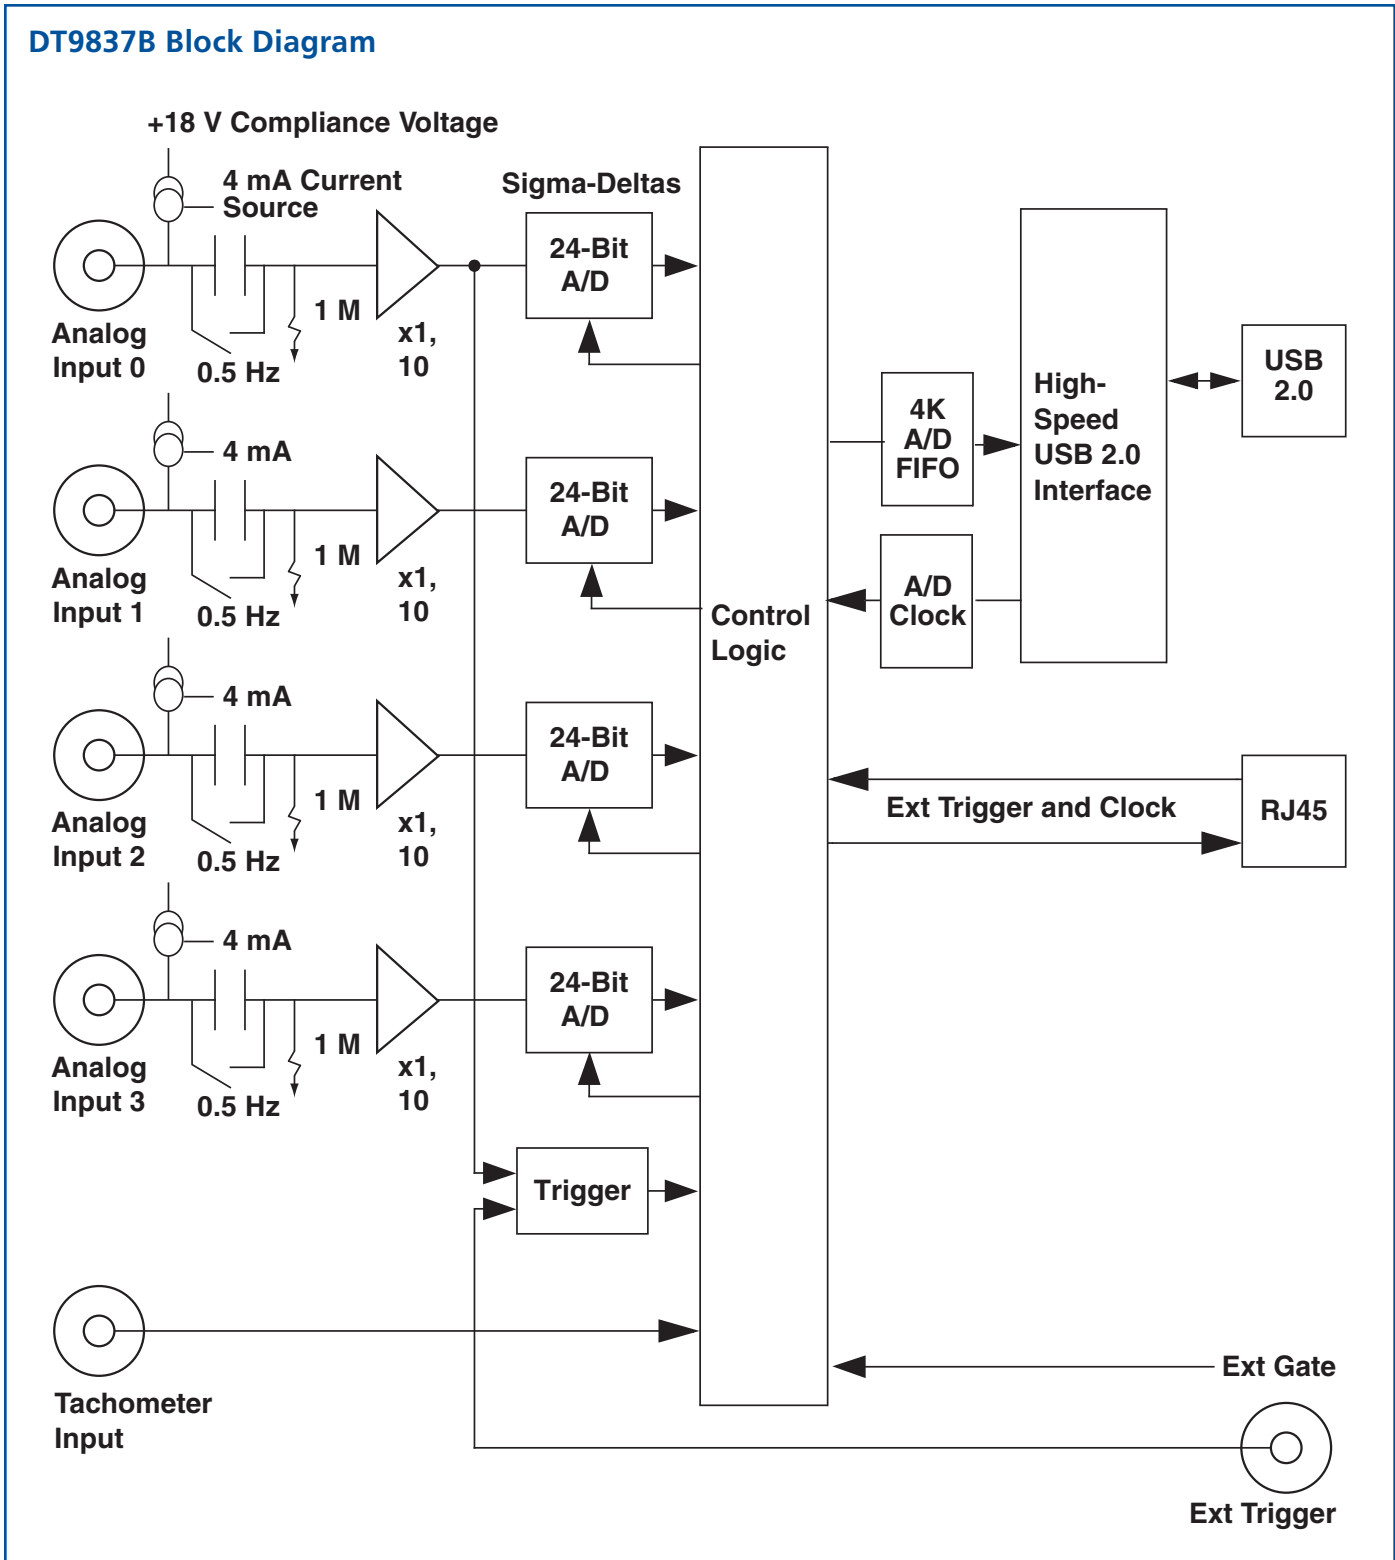 DT9837B Block Diagram
+18 V Compliance Voltage
4 mA Current
Source
Sigma-Deltas
24-Bit
A/D
1 M
x1,
10
Analog
Input 0
0.5 Hz
4 mA
24-Bit
A/D
1 M
x1,
10
Analog
Input 1
0.5 Hz
4 mA
24-Bit
A/D
1 M
x1,
10
Analog
Input 2
0.5 Hz
4 mA
24-Bit
A/D
1 M
x1,
10
Analog
Input 3
0.5 Hz
Trigger
Tachometer
Input
Control
Logic
4K
A/D
FIFO
A/D
Clock
High-
Speed
USB 2.0
Interface
USB
2.0
Ext Trigger and Clock
RJ45
Ext Gate
Ext Trigger